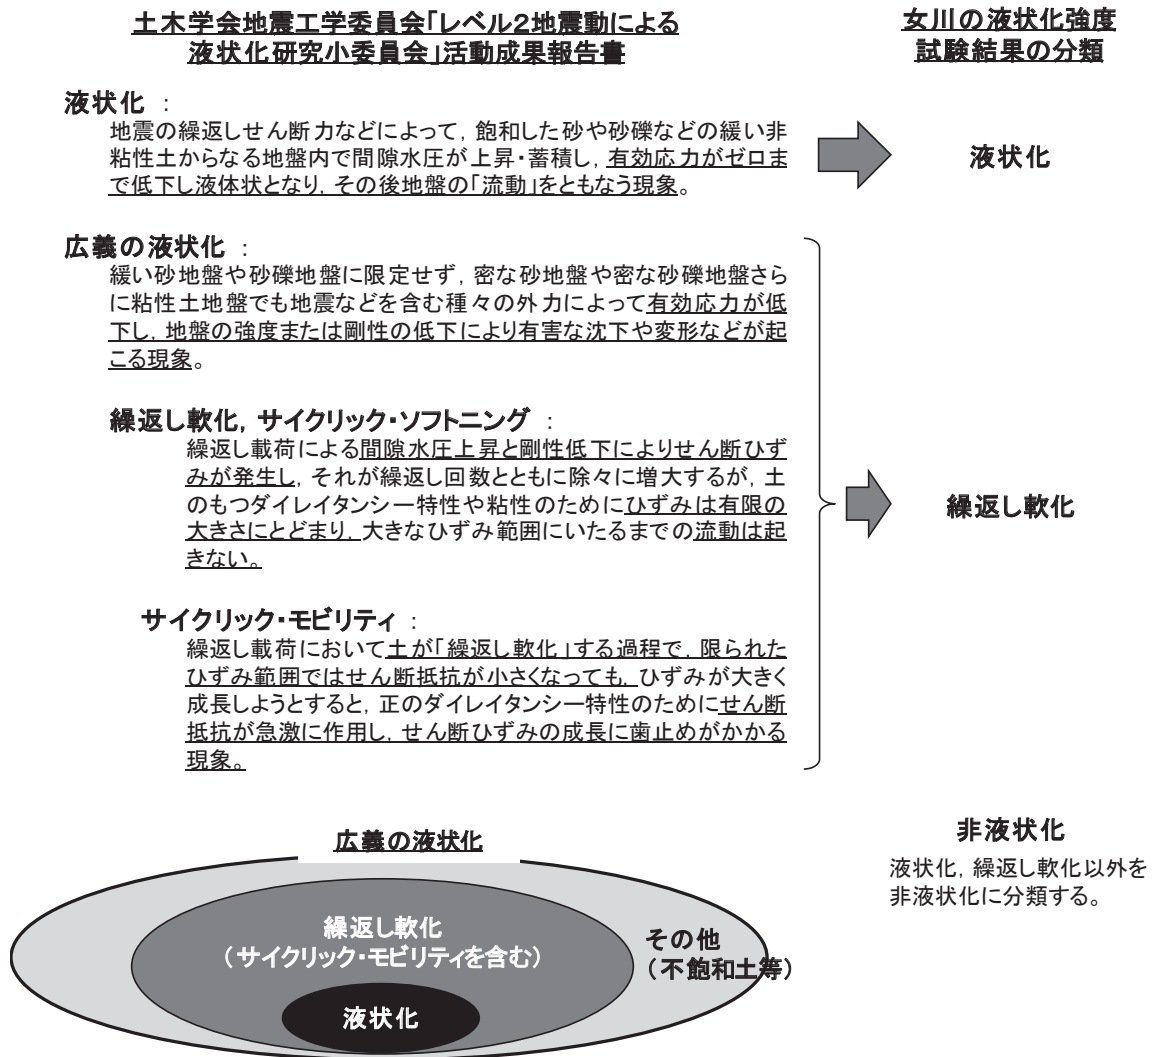 土木学会地震工学委員会「レベル2地震動による
液状化研究小委員会」活動成果報告書
女川の液状化強度
試験結果の分類
液状化 :
地震の繰返しせん断力などによって, 飽和した砂や砂礫などの緩い非
粘性土からなる地盤内で間隙水圧が上昇・蓄積し, 有効応力がゼロま
で低下し液体状となり, その後地盤の「流動」をともなう現象。
液状化
広義の液状化 :
緩い砂地盤や砂礫地盤に限定せず, 密な砂地盤や密な砂礫地盤さら
に粘性土地盤でも地震などを含む種々の外力によって有効応力が低
下し, 地盤の強度または剛性の低下により有害な沈下や変形などが起
こる現象。
繰返し軟化, サイクリック・ソフトニング :
繰返し載荷による間隙水圧上昇と剛性低下によりせん断ひず
みが発生し, それが繰返し回数とともに除々に増大するが, 土
のもつダイレイタンシー特性や粘性のためにひずみは有限の
大きさにとどまり, 大きなひずみ範囲にいたるまでの流動は起
きない。
繰返し軟化
サイクリック・モビリティ :
繰返し載荷において土が「繰返し軟化」する過程で, 限られた
ひずみ範囲ではせん断抵抗が小さくなっても, ひずみが大きく
成長しようとすると, 正のダイレイタンシー特性のためにせん断
抵抗が急激に作用し, せん断ひずみの成長に歯止めがかかる
現象。
非液状化
液状化, 繰返し軟化以外を
非液状化に分類する。
広義の液状化
繰返し軟化
(サイクリック・モビリティを含む)
その他
(不飽和土等)
液状化